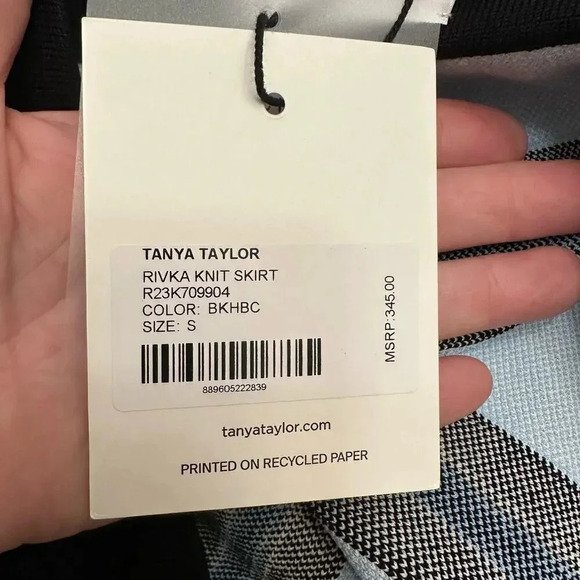 TANYA TAYLOR
RIVKA KNIT SKIRT
R23K709904
COLOR: BKHBC
SIZE: S
MSRP:345.00
889605222839
tanyataylor.com
PRINTED ON RECYCLED PAPER